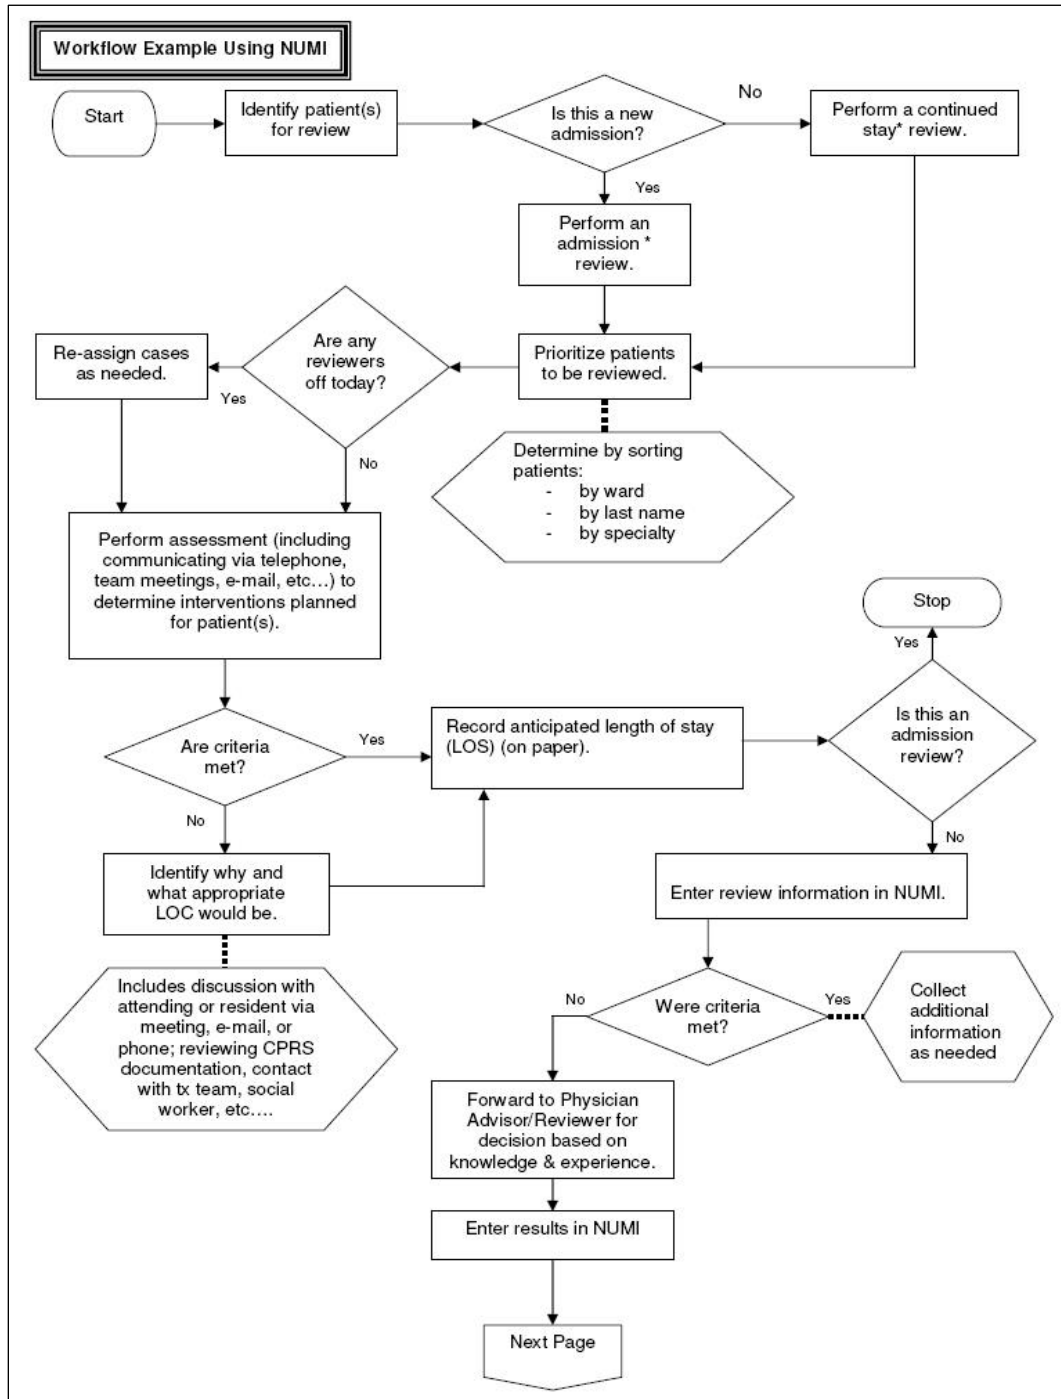 Workflow Example Using NUMI
Start
Identify patient(s)
for review
Is this a new
admission?
No
Perform a continued
stay* review.
Yes
Perform an
admission *
review.
Re-assign cases
as needed.
Yes
Are any
reviewers
off today?
No
Prioritize patients
to be reviewed.
Determine by sorting
patients:
- by ward
- by last name
- by specialty
Perform assessment (including
communicating via telephone,
team meetings, e-mail, etc…) to
determine interventions planned
for patient(s).
Stop
Yes
Are criteria
met?
Yes
No
Record anticipated length of stay
(LOS) (on paper).
Is this an
admission
review?
No
Identify why and
what appropriate
LOC would be.
Enter review information in NUMI.
Includes discussion with
attending or resident via
meeting, e-mail, or
phone; reviewing CPRS
documentation, contact
with tx team, social
worker, etc….
No
Were criteria
met?
Yes
Collect
additional
information
as needed
Forward to Physician
Advisor/Reviewer for
decision based on
knowledge & experience.
Enter results in NUMI
Next Page